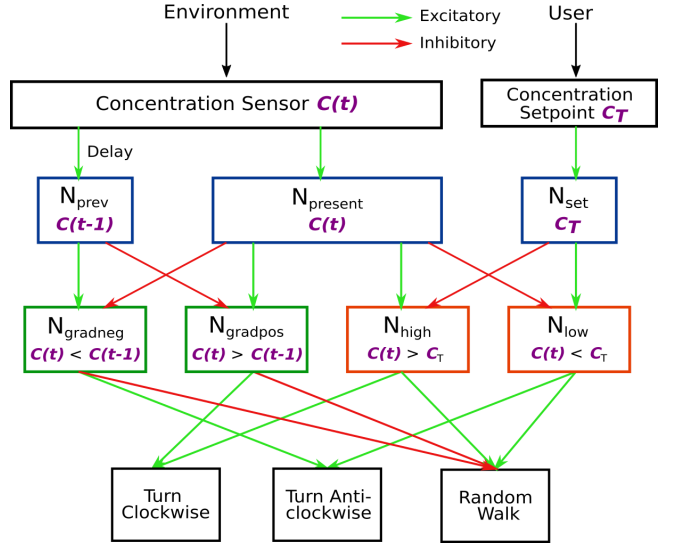 Environment
Excitatory
User
Inhibitory
Concentration Sensor C(t)
Concentration
Setpoint C_T
Delay
N_prev
C(t-1)
N_present
C(t)
N_set
C_T
N_gradneg
C(t) < C(t-1)
N_gradpos
C(t) > C(t-1)
N_high
C(t) > C_T
N_low
C(t) < C_T
Turn
Clockwise
Turn Anti-
clockwise
Random
Walk